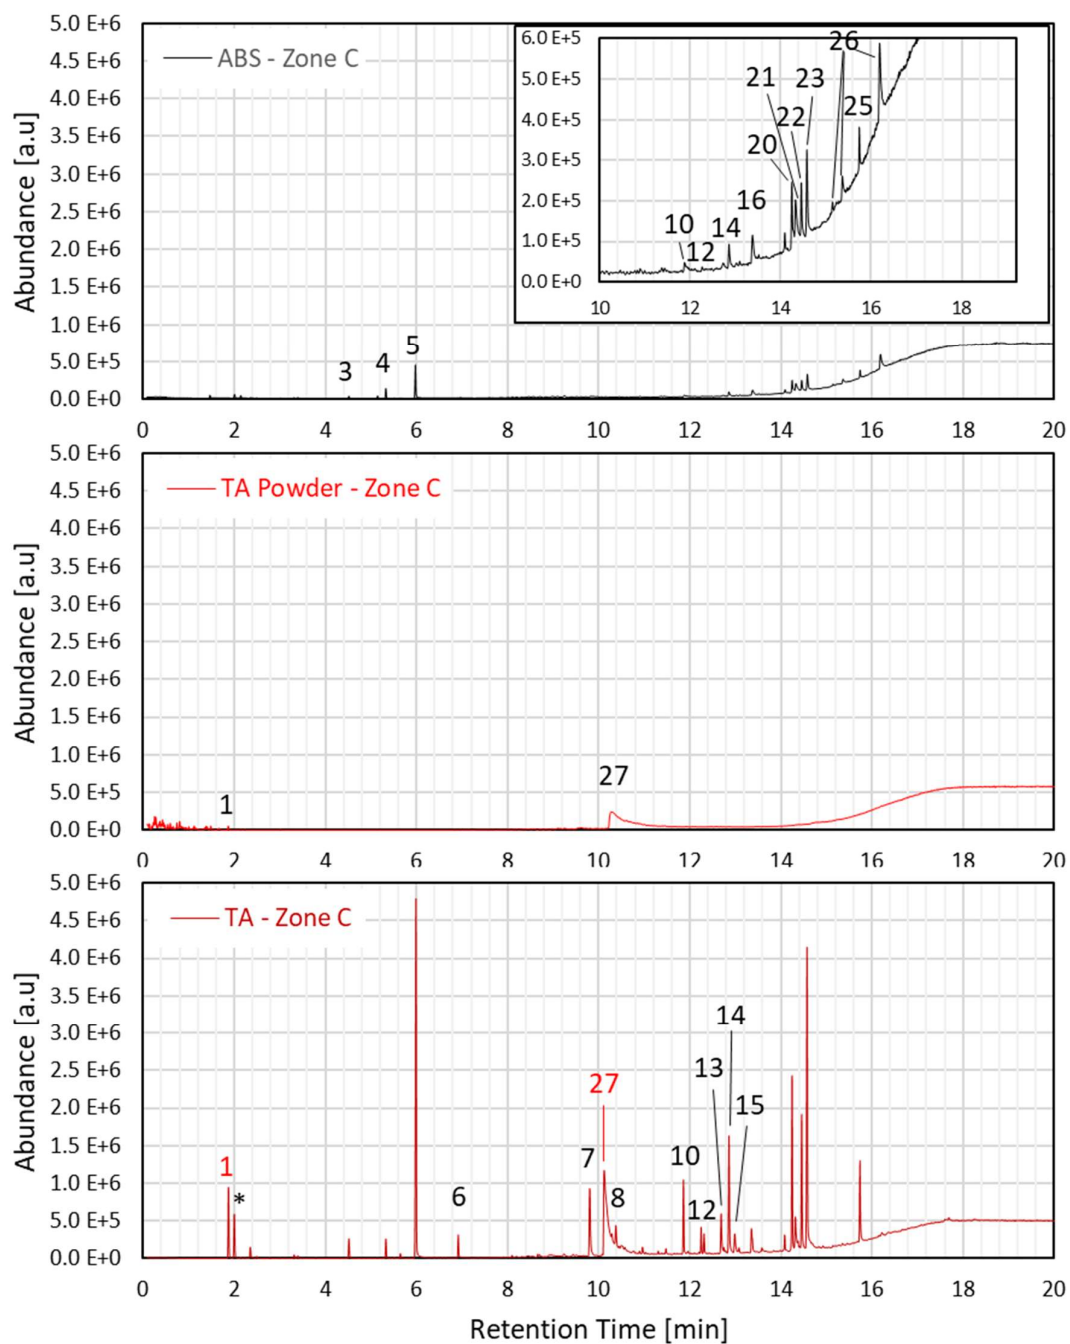 Abundance [a.u]
5.0 E+6
4.5 E+6
4.0 E+6
3.5 E+6
3.0 E+6
2.5 E+6
2.0 E+6
1.5 E+6
1.0 E+6
5.0 E+5
0.0 E+0
ABS - Zone C
3
4
5
6.0 E+5
5.0 E+5
4.0 E+5
3.0 E+5
2.0 E+5
1.0 E+5
0.0 E+0
26
21
23
22
25
20
16
10
14
12
10 12 14 16 18
0 2 4 6 8 10 12 14 16 18 20
Abundance [a.u]
5.0 E+6
4.5 E+6
4.0 E+6
3.5 E+6
3.0 E+6
2.5 E+6
2.0 E+6
1.5 E+6
1.0 E+6
5.0 E+5
0.0 E+0
TA Powder - Zone C
1
27
0 2 4 6 8 10 12 14 16 18 20
Abundance [a.u]
5.0 E+6
4.5 E+6
4.0 E+6
3.5 E+6
3.0 E+6
2.5 E+6
2.0 E+6
1.5 E+6
1.0 E+6
5.0 E+5
0.0 E+0
TA - Zone C
1
*
6
7
27
8
10
12
13
14
15
0 2 4 6 8 10 12 14 16 18 20
Retention Time [min]